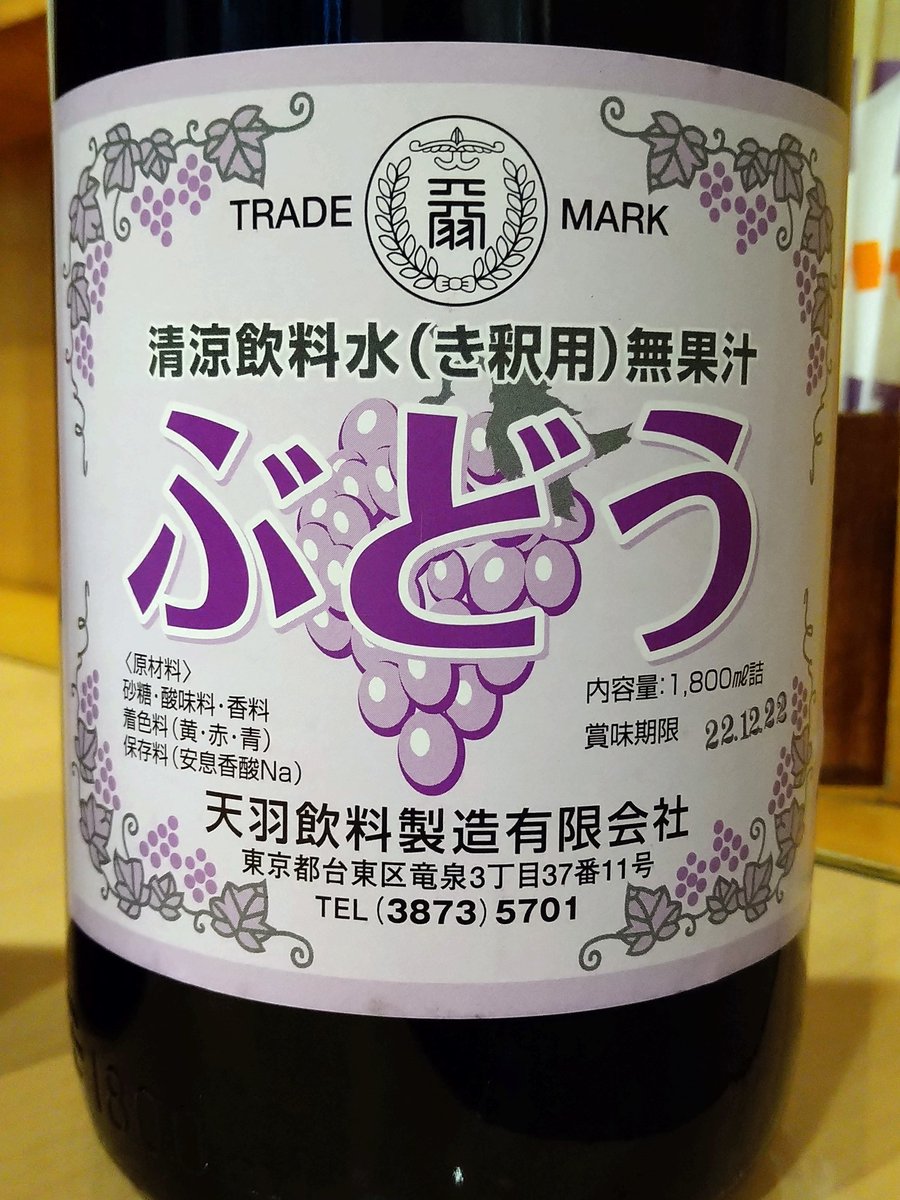 TRADE 天羽 MARK
清涼飲料水(き釈用)無果汁
ぶどう
〈原材料〉
砂糖・酸味料・香料
着色料(黄・赤・青)
保存料(安息香酸Na)
内容量:1,800㎖詰
賞味期限 22.12.22
天羽飲料製造有限会社
東京都台東区竜泉3丁目37番11号
TEL(3873)5701